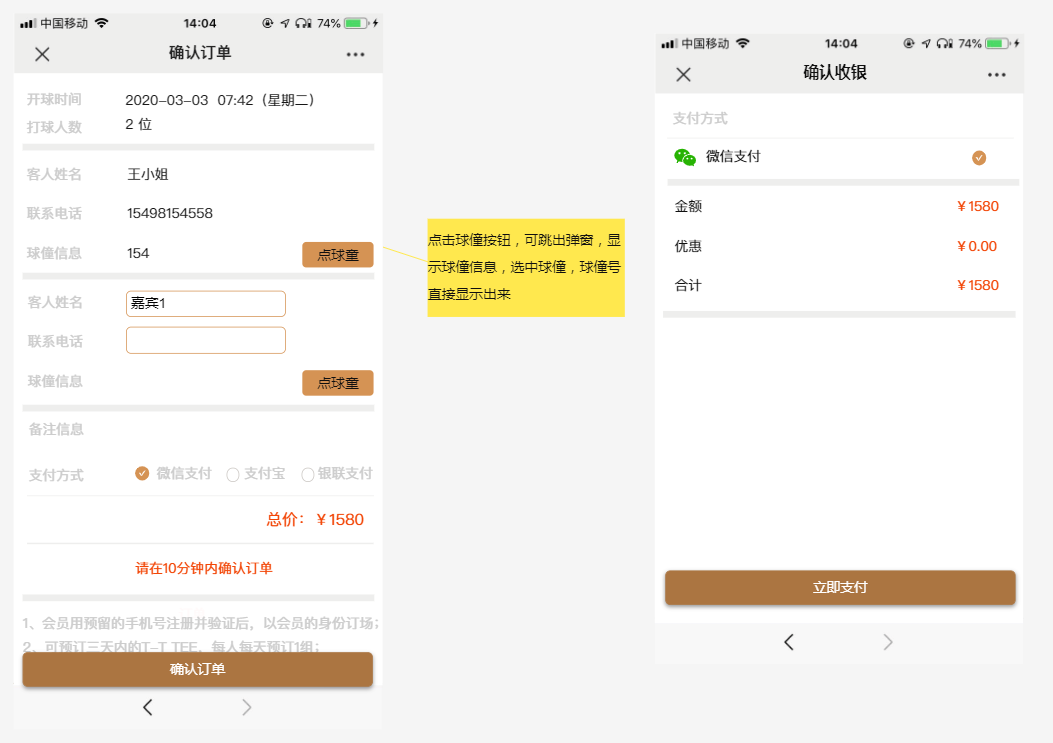 中国移动 14:04 74%
确认订单
开球时间 2020-03-03 07:42（星期二）
打球人数 2 位
客人姓名 王小姐
联系电话 15498154558
球僮信息 154 点球童
客人姓名 嘉宾1
联系电话
球僮信息 点球童
备注信息
支付方式 微信支付 支付宝 银联支付
总价：￥1580
请在10分钟内确认订单
1、会员用预留的手机号注册并验证后，以会员的身份订场；
2、可预订三天内的T-T TEE，每人每天预订1组；
确认订单
点击球僮按钮，可跳出弹窗，显
示球僮信息，选中球僮，球僮号
直接显示出来
中国移动 14:04 74%
确认收银
支付方式
微信支付
金额 ￥1580
优惠 ￥0.00
合计 ￥1580
立即支付